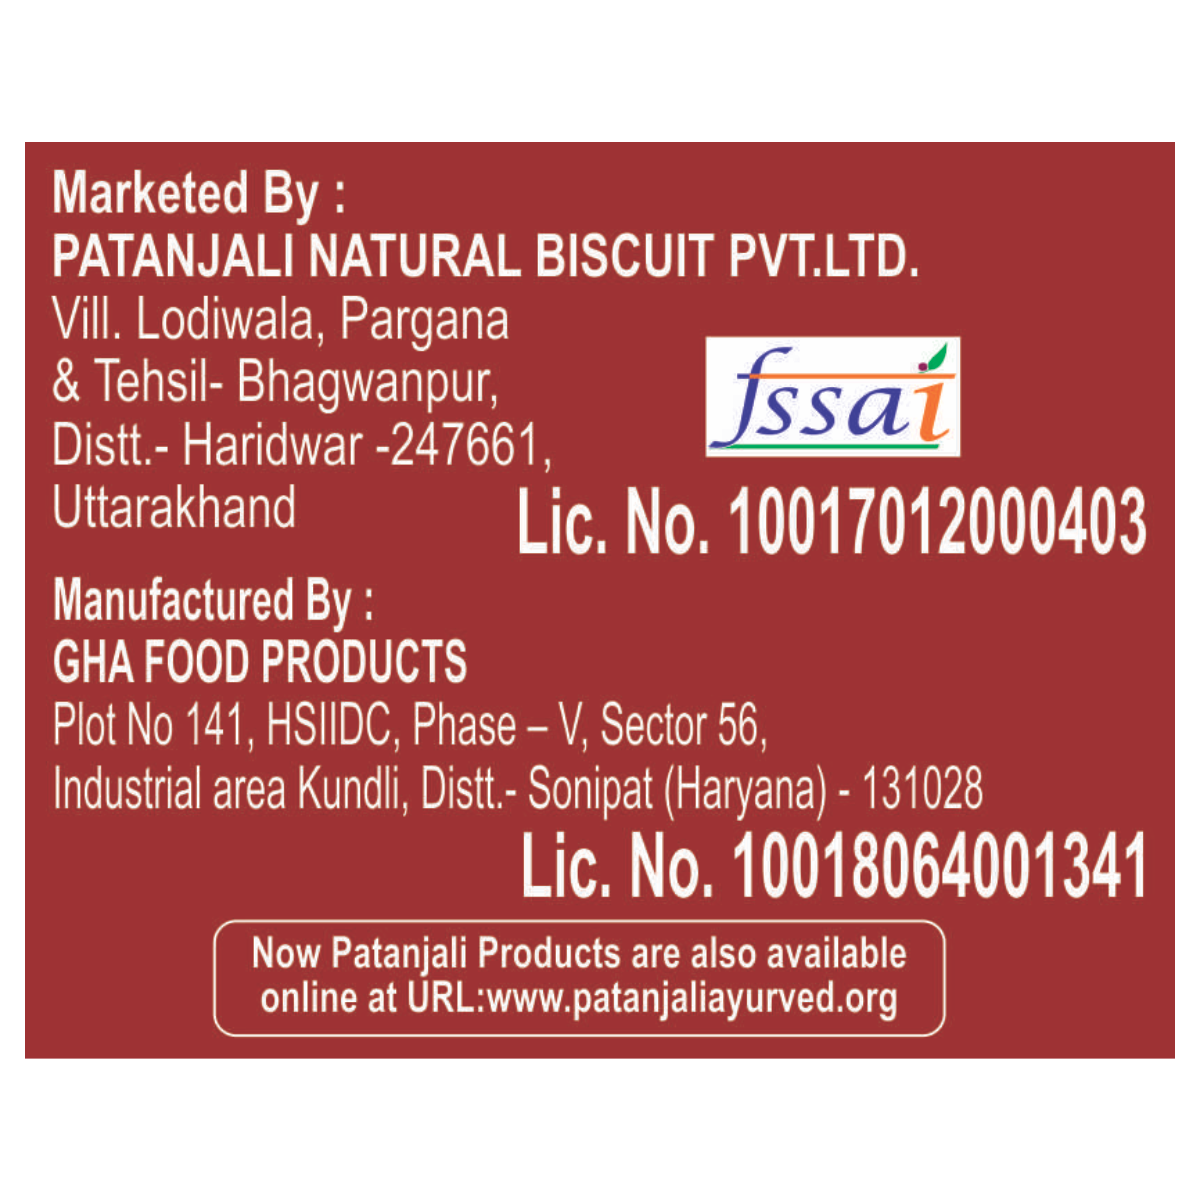 Marketed By :
PATANJALI NATURAL BISCUIT PVT.LTD.
Vill. Lodiwala, Pargana
& Tehsil- Bhagwanpur,
Distt.- Haridwar -247661,
Uttarakhand
fssai
Lic. No. 10017012000403
Manufactured By :
GHA FOOD PRODUCTS
Plot No 141, HSIIDC, Phase – V, Sector 56,
Industrial area Kundli, Distt.- Sonipat (Haryana) - 131028
Lic. No. 10018064001341
Now Patanjali Products are also available
online at URL:www.patanjaliayurved.org